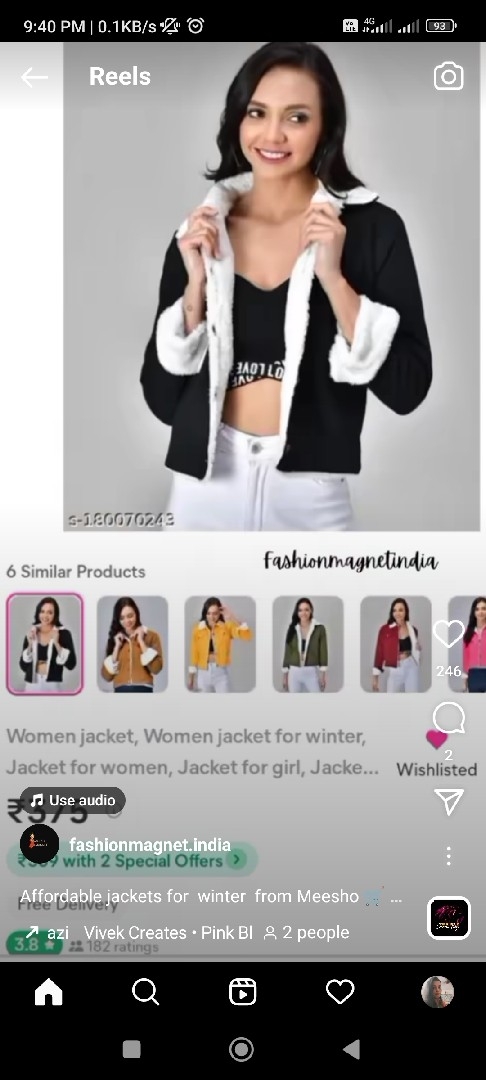 9:40 PM | 0.1KB/s
Vo LTE 4G 93
Reels
LOVE
s-180070243
Fashionmagnetindia
6 Similar Products
246
Women jacket, Women jacket for winter,
Jacket for women, Jacket for girl, Jacke...
2
Wishlisted
₹375
Use audio
fashionmagnet.india
with 2 Special Offers
Affordable jackets for winter from Meesho 🛒 ...
Free Delivery
azi Vivek Creates • Pink Bl 2 people
3.8 ★ 182 ratings